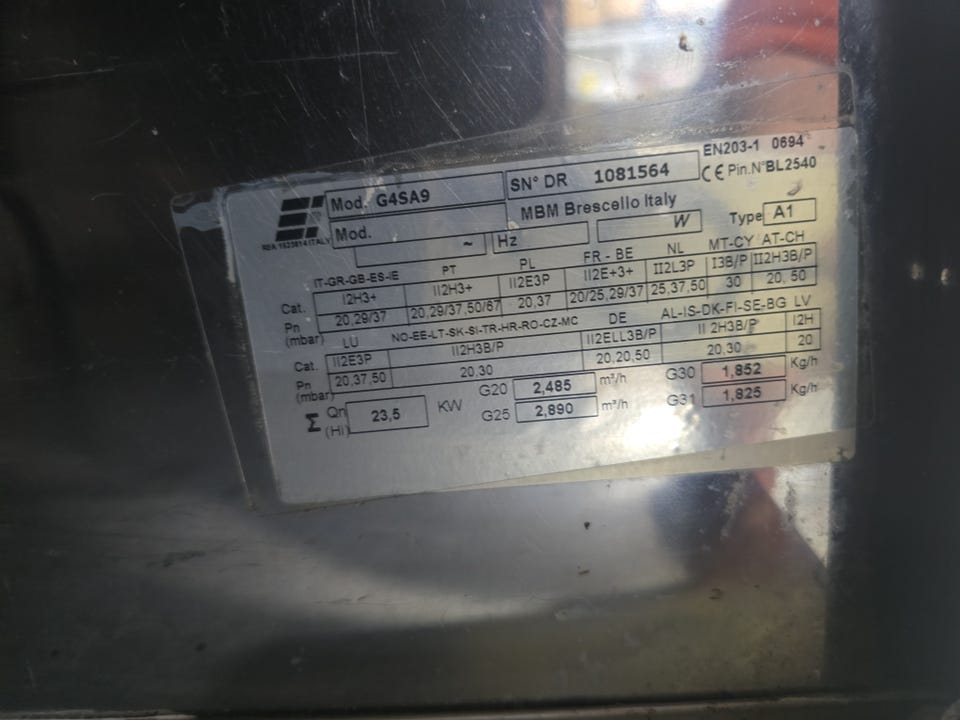 EN203-1 0694
Mod. G4SA9 SN° DR 1081564 CE Pin.N°BL2540
REA 1523814 ITALY
Mod. MBM Brescello Italy
~ Hz W Type A1
IT-GR-GB-ES-IE PT PL FR - BE NL MT-CY AT-CH
Cat. I2H3+ II2H3+ II2E3P II2E+3+ II2L3P I3B/P II2H3B/P
Pn (mbar) 20,29/37 20,29/37,50/67 20,37 20/25,29/37 25,37,50 30 20, 50
LU NO-EE-LT-SK-SI-TR-HR-RO-CZ-MC DE AL-IS-DK-FI-SE-BG LV
Cat. II2E3P II2H3B/P II2ELL3B/P II 2H3B/P I2H
Pn (mbar) 20,37,50 20,30 20,20,50 20,30 20
Σ Qn (Hi) 23,5 KW G20 2,485 m³/h G30 1,852 Kg/h
G25 2,890 m³/h G31 1,825 Kg/h